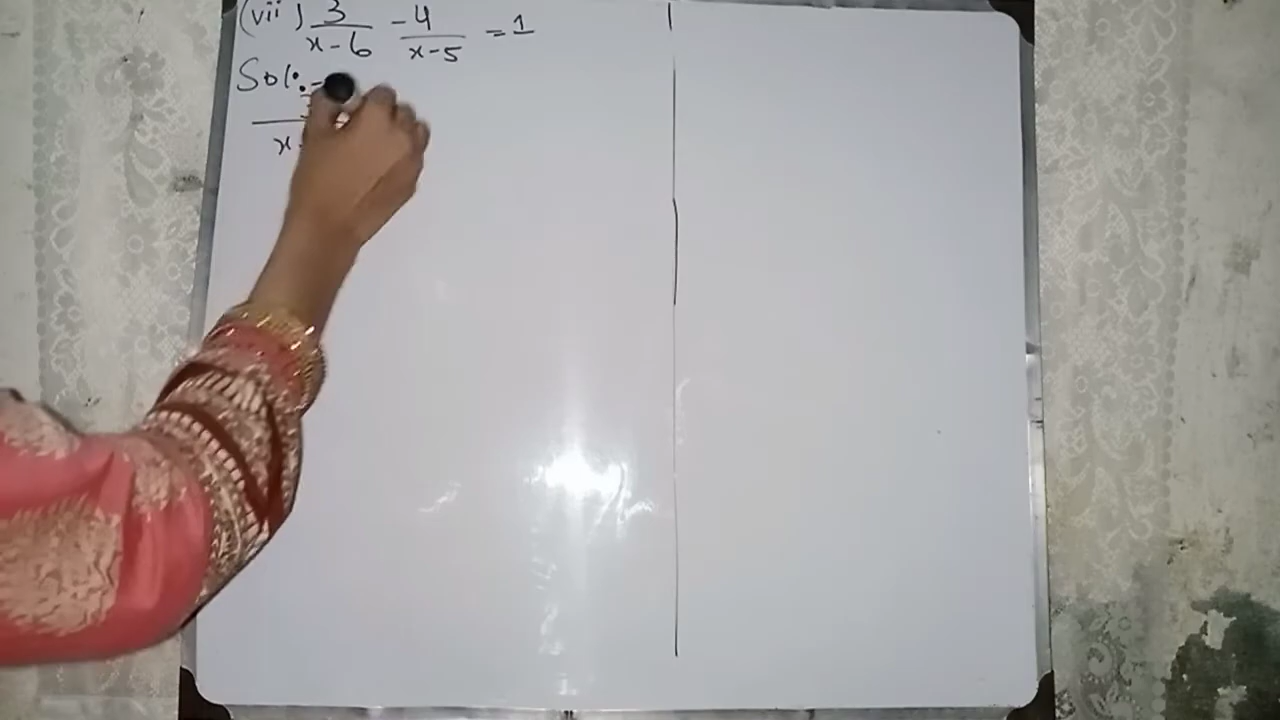 (vii) 3/(x-6) - 4/(x-5) = 1
Sol:-
x